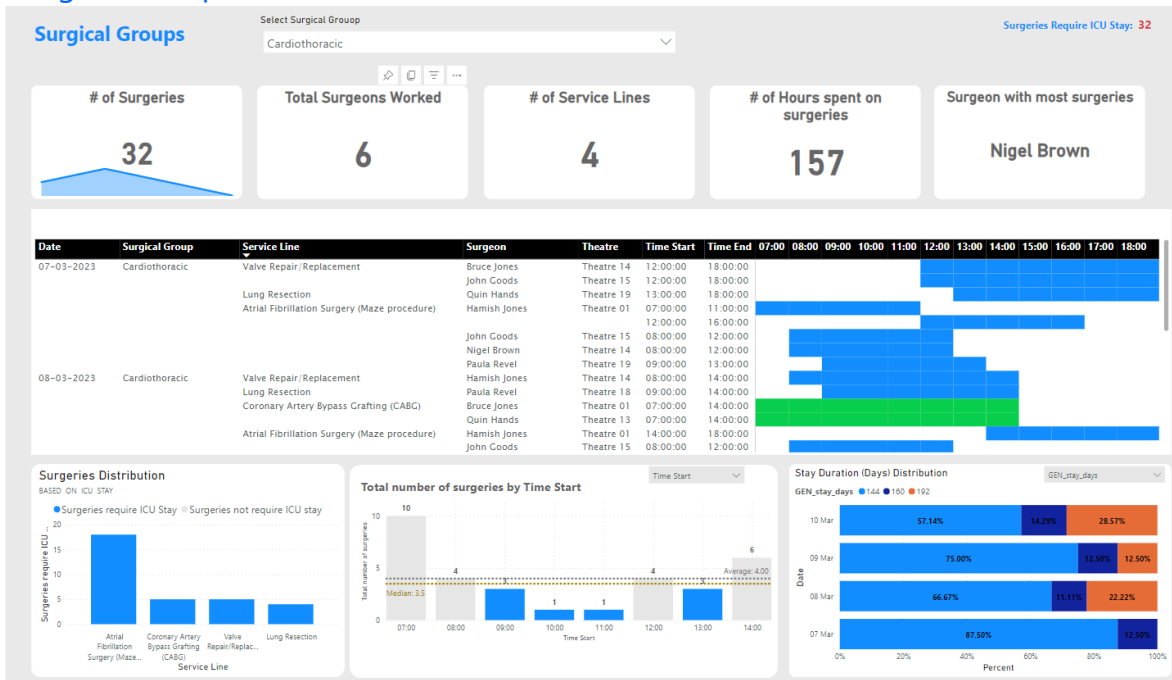 Surgical Groups
Select Surgical Grouop
Cardiothoracic
Surgeries Require ICU Stay: 32
# of Surgeries
32
Total Surgeons Worked
6
# of Service Lines
4
# of Hours spent on
surgeries
157
Surgeon with most surgeries
Nigel Brown
Date Surgical Group Service Line Surgeon Theatre Time Start Time End 07:00 08:00 09:00 10:00 11:00 12:00 13:00 14:00 15:00 16:00 17:00 18:00
07-03-2023 Cardiothoracic Valve Repair/Replacement Bruce Jones Theatre 14 12:00:00 18:00:00
John Goods Theatre 15 12:00:00 18:00:00
Lung Resection Quin Hands Theatre 19 13:00:00 18:00:00
Atrial Fibrillation Surgery (Maze procedure) Hamish Jones Theatre 01 07:00:00 11:00:00
12:00:00 16:00:00
John Goods Theatre 15 08:00:00 12:00:00
Nigel Brown Theatre 14 08:00:00 12:00:00
Paula Revel Theatre 19 09:00:00 13:00:00
08-03-2023 Cardiothoracic Valve Repair/Replacement Hamish Jones Theatre 14 08:00:00 14:00:00
Lung Resection Paula Revel Theatre 18 09:00:00 14:00:00
Coronary Artery Bypass Grafting (CABG) Bruce Jones Theatre 01 07:00:00 14:00:00
Quin Hands Theatre 13 07:00:00 14:00:00
Atrial Fibrillation Surgery (Maze procedure) Hamish Jones Theatre 01 14:00:00 18:00:00
John Goods Theatre 15 08:00:00 12:00:00
Surgeries Distribution
BASED ON ICU STAY
Surgeries require ICU Stay Surgeries not require ICU stay
Surgeries require ICU ...
20
15
10
5
0
Atrial
Fibrillation
Surgery (Maze...
Coronary Artery
Bypass Grafting
(CABG)
Valve
Repair/Replac...
Lung Resection
Service Line
Time Start
Total number of surgeries by Time Start
Total number of surgeries
10
5
0
10
4
3
1
1
4
3
6
Average: 4.00
Median: 3.5
07:00 08:00 09:00 10:00 11:00 12:00 13:00 14:00
Time Start
Stay Duration (Days) Distribution
GEN_stay_days
GEN_stay_days 144 160 192
Date
10 Mar 57.14% 14.29% 28.57%
09 Mar 75.00% 12.50% 12.50%
08 Mar 66.67% 11.11% 22.22%
07 Mar 87.50% 12.50%
0% 20% 40% 60% 80% 100%
Percent